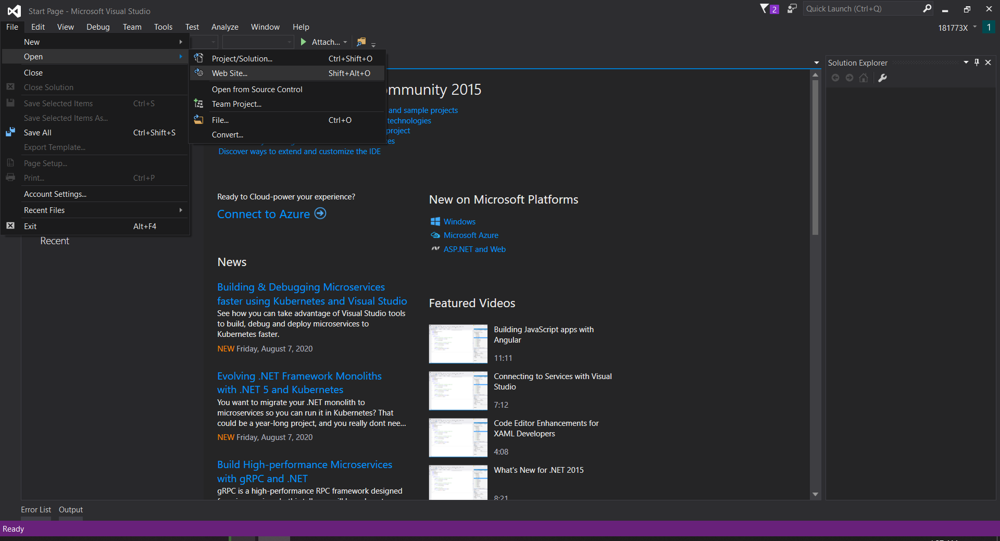 Start Page - Microsoft Visual Studio
2
Quick Launch (Ctrl+Q)
File Edit View Debug Team Tools Test Analyze Window Help
181773X
1
Attach...
New
Open
Close
Close Solution
Save Selected Items Ctrl+S
Save Selected Items As...
Save All Ctrl+Shift+S
Export Template...
Page Setup...
Print... Ctrl+P
Account Settings...
Recent Files
Exit Alt+F4
Project/Solution... Ctrl+Shift+O
Web Site... Shift+Alt+O
Open from Source Control
Team Project...
File... Ctrl+O
Convert...
Recent
mmunity 2015
and sample projects
technologies
project
es
Discover ways to extend and customize the IDE
Ready to Cloud-power your experience?
Connect to Azure
News
Building & Debugging Microservices
faster using Kubernetes and Visual Studio
See how you can take advantage of Visual Studio tools
to build, debug and deploy microservices to
Kubernetes faster.
NEW Friday, August 7, 2020
Evolving .NET Framework Monoliths
with .NET 5 and Kubernetes
You want to migrate your .NET monolith to
microservices so you can run it in Kubernetes? That
could be a year-long project, and you really dont nee...
NEW Friday, August 7, 2020
Build High-performance Microservices
with gRPC and .NET
gRPC is a high-performance RPC framework designed
New on Microsoft Platforms
Windows
Microsoft Azure
ASP.NET and Web
Featured Videos
Building JavaScript apps with
Angular
11:11
Connecting to Services with Visual
Studio
7:12
Code Editor Enhancements for
XAML Developers
4:08
What's New for .NET 2015
8:21
Solution Explorer
Error List Output
Ready